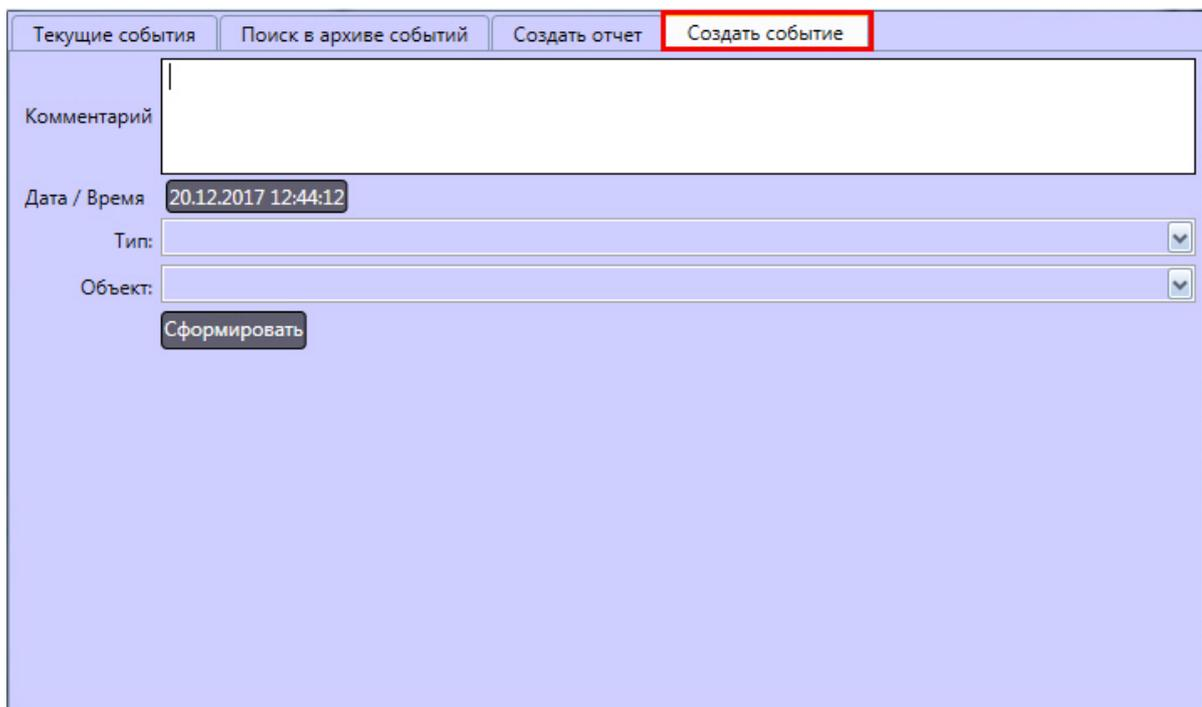 Текущие события Поиск в архиве событий Создать отчет Создать событие
Комментарий
Дата / Время 20.12.2017 12:44:12
Тип:
Объект:
Сформировать